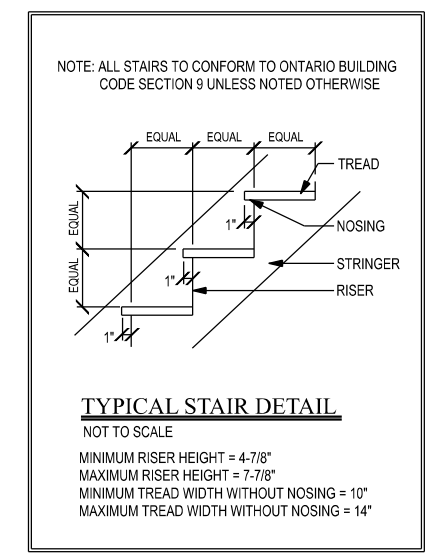 NOTE: ALL STAIRS TO CONFORM TO ONTARIO BUILDING
CODE SECTION 9 UNLESS NOTED OTHERWISE
EQUAL EQUAL EQUAL
TREAD
EQUAL
1"
NOSING
STRINGER
1"
EQUAL
RISER
1"
TYPICAL STAIR DETAIL
NOT TO SCALE
MINIMUM RISER HEIGHT = 4-7/8"
MAXIMUM RISER HEIGHT = 7-7/8"
MINIMUM TREAD WIDTH WITHOUT NOSING = 10"
MAXIMUM TREAD WIDTH WITHOUT NOSING = 14"